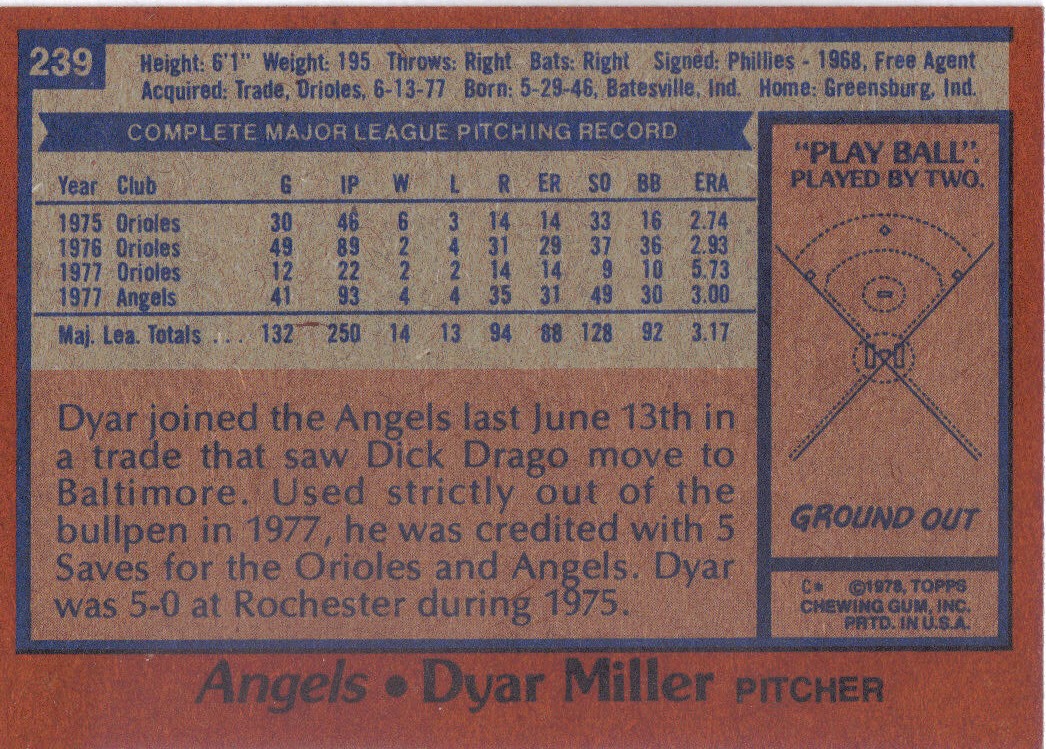 239
Height: 6'1" Weight: 195 Throws: Right Bats: Right Signed: Phillies - 1968, Free Agent
Acquired: Trade, Orioles, 6-13-77 Born: 5-29-46, Batesville, Ind. Home: Greensburg, Ind.
COMPLETE MAJOR LEAGUE PITCHING RECORD
Year Club G IP W L R ER SO BB ERA
1975 Orioles 30 46 6 3 14 14 33 16 2.74
1976 Orioles 49 89 2 4 31 29 37 36 2.93
1977 Orioles 12 22 2 2 14 14 9 10 5.73
1977 Angels 41 93 4 4 35 31 49 30 3.00
Maj. Lea. Totals ... 132 250 14 13 94 88 128 92 3.17
Dyar joined the Angels last June 13th in
a trade that saw Dick Drago move to
Baltimore. Used strictly out of the
bullpen in 1977, he was credited with 5
Saves for the Orioles and Angels. Dyar
was 5-0 at Rochester during 1975.
"PLAY BALL".
PLAYED BY TWO.
GROUND OUT
C* ©1978, TOPPS
CHEWING GUM, INC.
PRTD. IN U.S.A.
Angels • Dyar Miller PITCHER